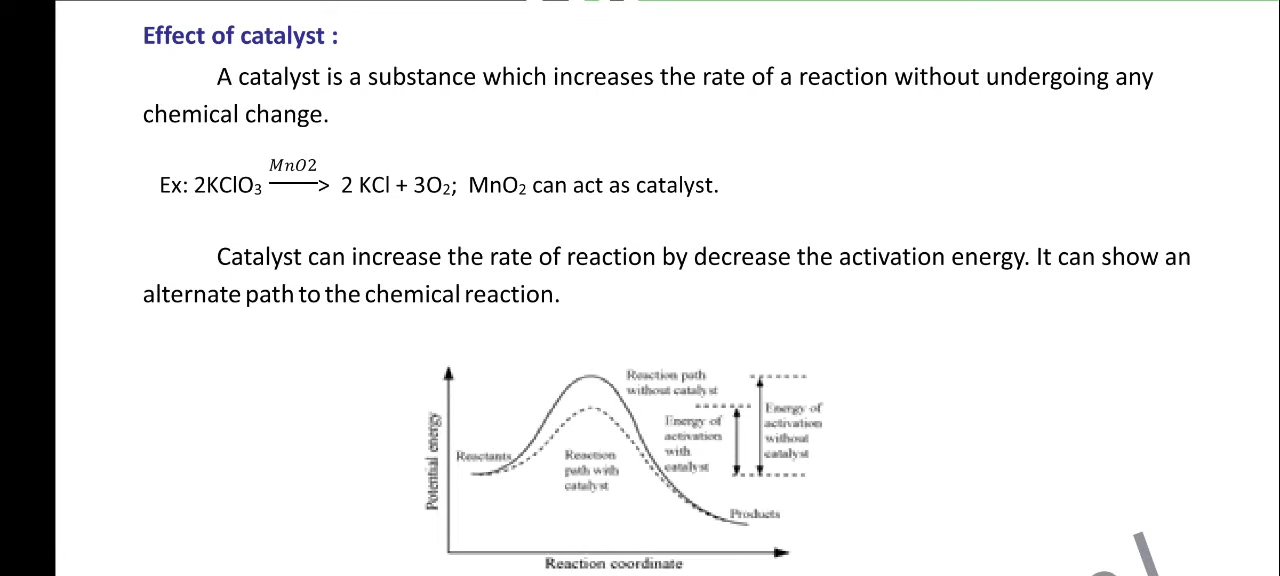 Effect of catalyst :
A catalyst is a substance which increases the rate of a reaction without undergoing any
chemical change.
MnO2
Ex: 2KClO₃ ———> 2 KCl + 3O₂; MnO₂ can act as catalyst.
Catalyst can increase the rate of reaction by decrease the activation energy. It can show an
alternate path to the chemical reaction.
Reaction path
without catalyst
Energy of
activation
without
catalyst
Energy of
activation
with
catalyst
Potential energy
Reactants
Reaction
path with
catalyst
Products
Reaction coordinate